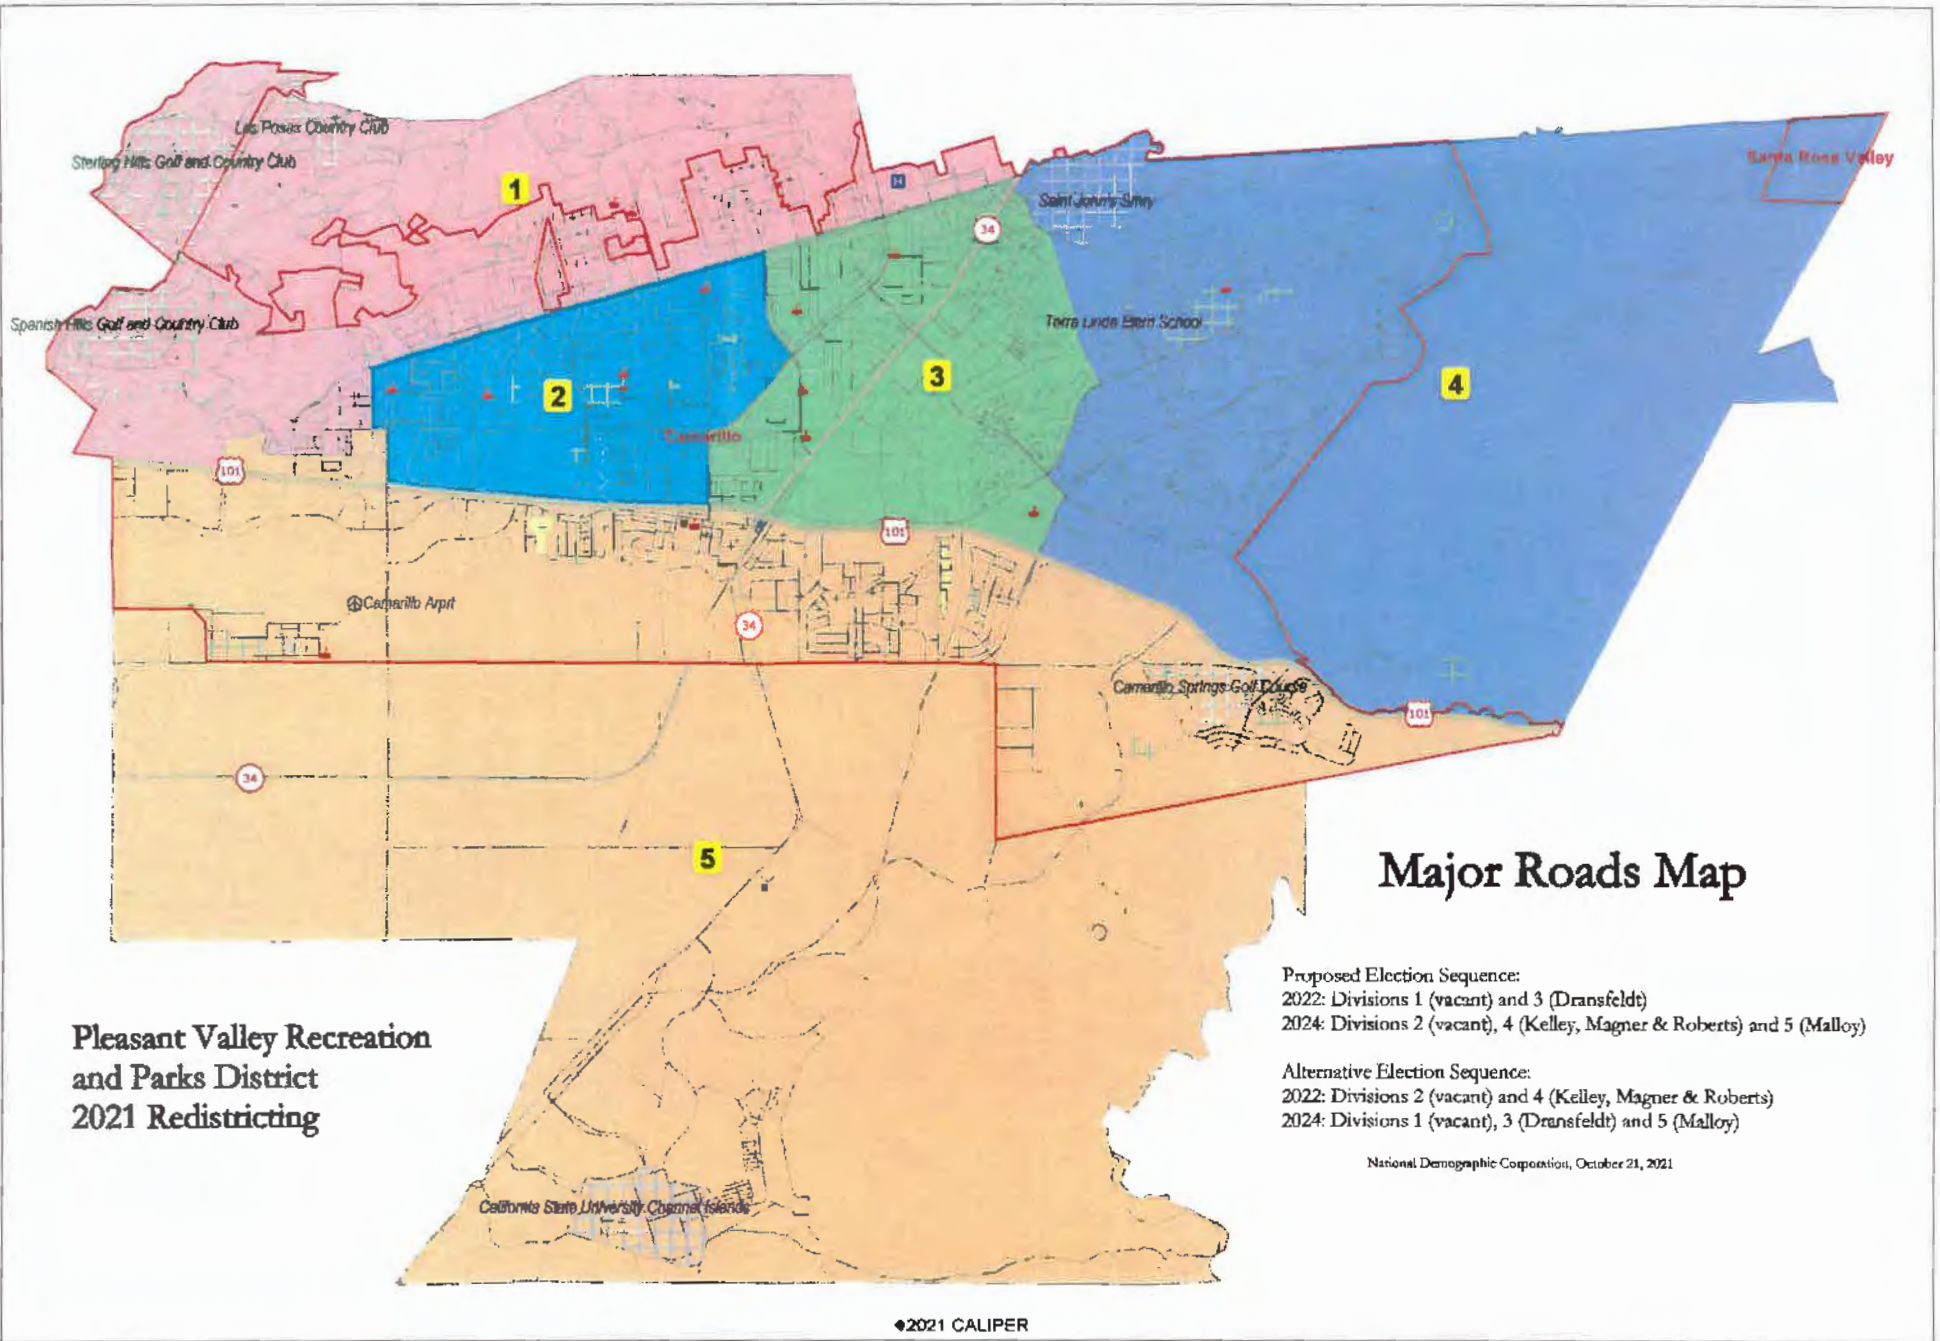 Las Posas Country Club
Sterling Hills Golf and Country Club
1
H
Santa Rosa Valley
Saint John's Smry
34
Spanish Hills Golf and Country Club
Terra Linda Elem School
3
4
2
Camarillo
101
101
Camarillo Arprt
34
Camarillo Springs Golf Course
101
34
5
Major Roads Map
Proposed Election Sequence:
2022: Divisions 1 (vacant) and 3 (Dransfeldt)
2024: Divisions 2 (vacant), 4 (Kelley, Magner & Roberts) and 5 (Malloy)
Pleasant Valley Recreation
and Parks District
2021 Redistricting
Alternative Election Sequence:
2022: Divisions 2 (vacant) and 4 (Kelley, Magner & Roberts)
2024: Divisions 1 (vacant), 3 (Dransfeldt) and 5 (Malloy)
National Demographic Corporation, October 21, 2021
California State University Channel Islands
©2021 CALIPER